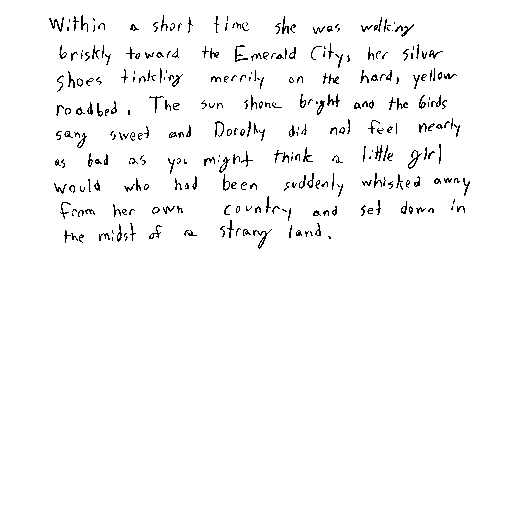 Within a short time she was walking
briskly toward the Emerald City, her silver
shoes tinkling merrily on the hard, yellow
roadbed. The sun shone bright and the birds
sang sweet and Dorothy did not feel nearly
as bad as you might think a little girl
would who had been suddenly whisked away
from her own country and set down in
the midst of a strang land.